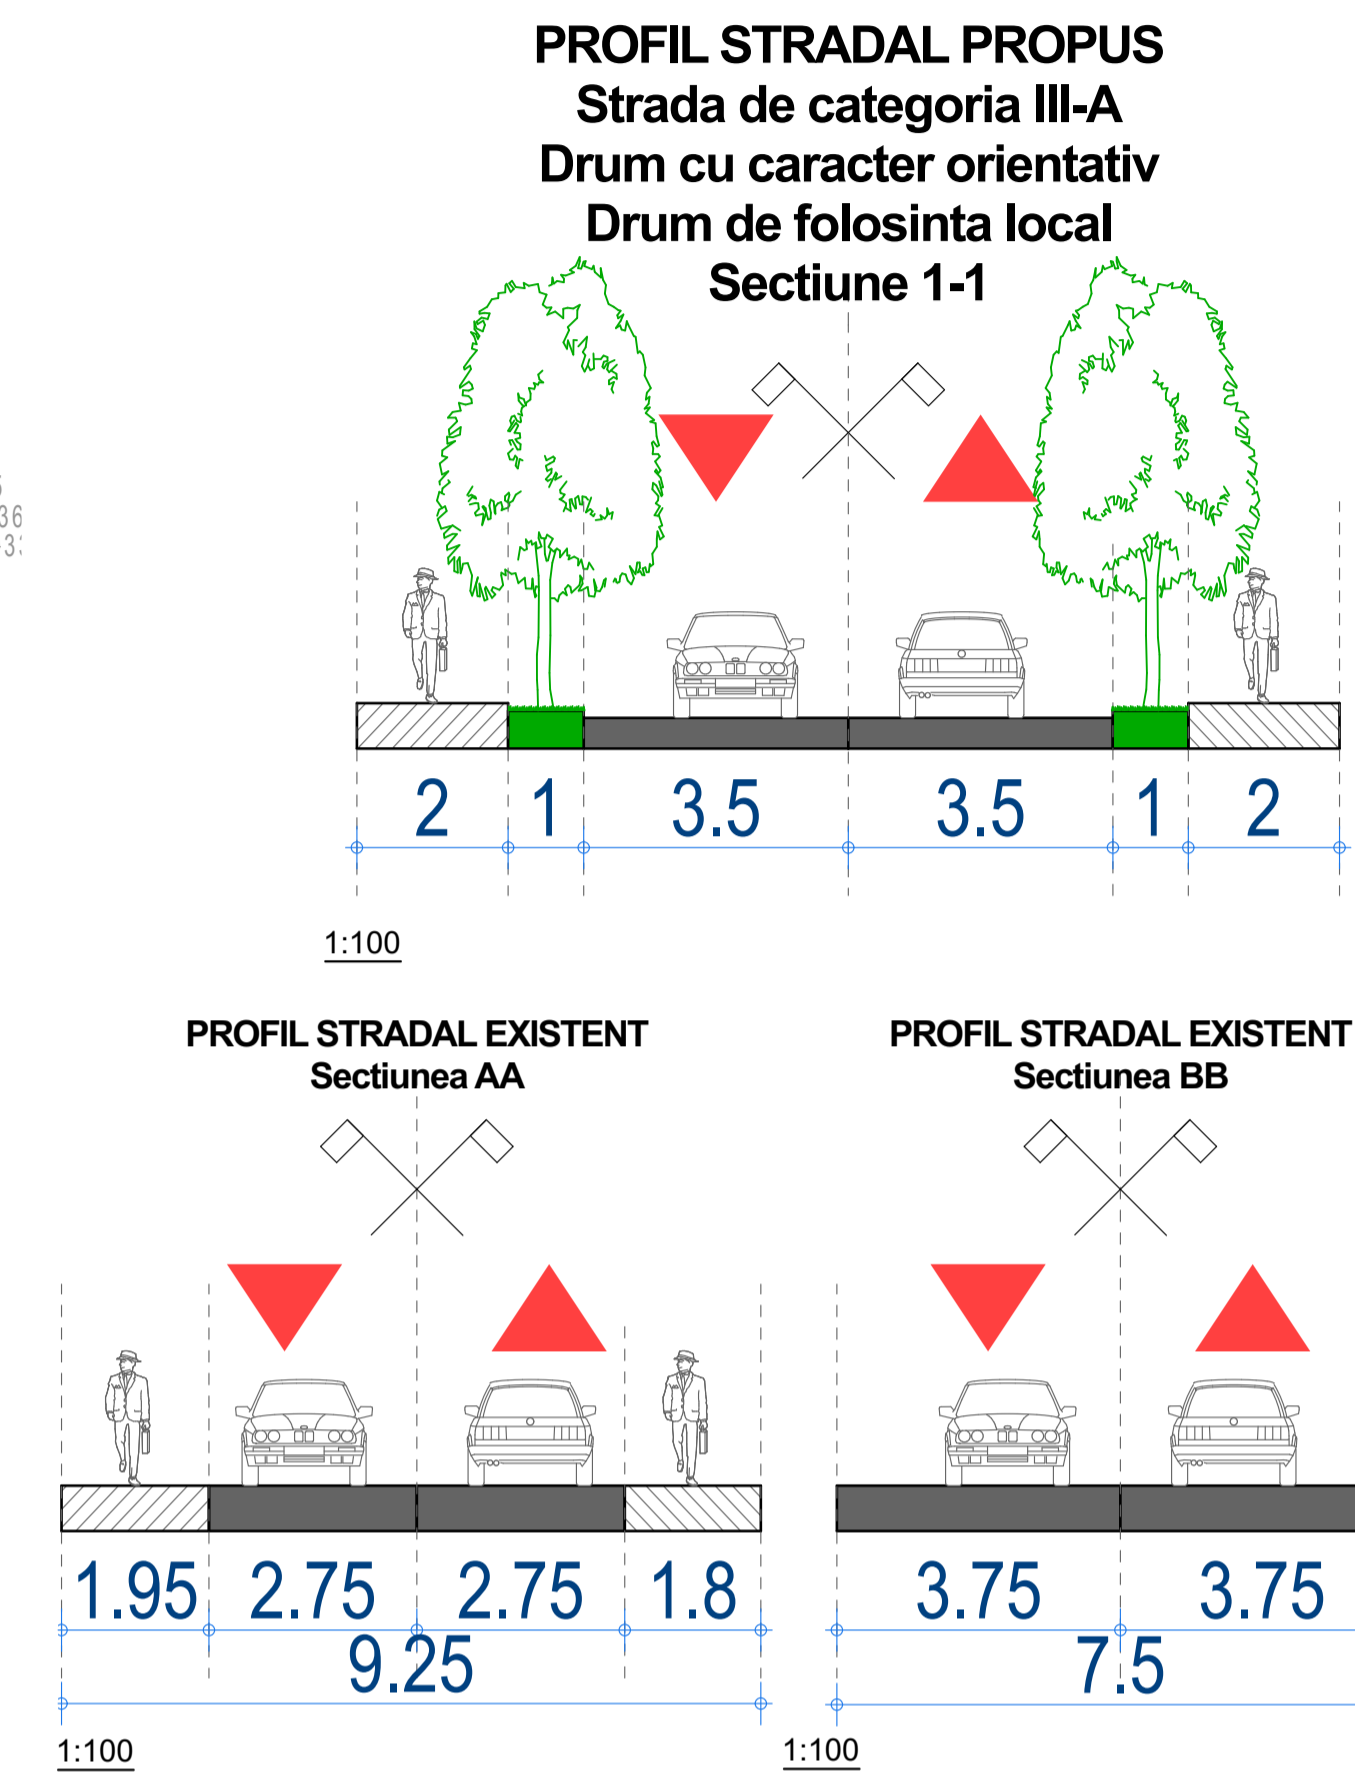 PROFIL STRADAL PROPUS
Strada de categoria III-A
Drum cu caracter orientativ
Drum de folosinta local
Sectiune 1-1
36
2 1 3.5 3.5 1 2
1:100
PROFIL STRADAL EXISTENT
Sectiunea AA
1.95 2.75 2.75 1.8
9.25
1:100
PROFIL STRADAL EXISTENT
Sectiunea BB
3.75 3.75
7.5
1:100